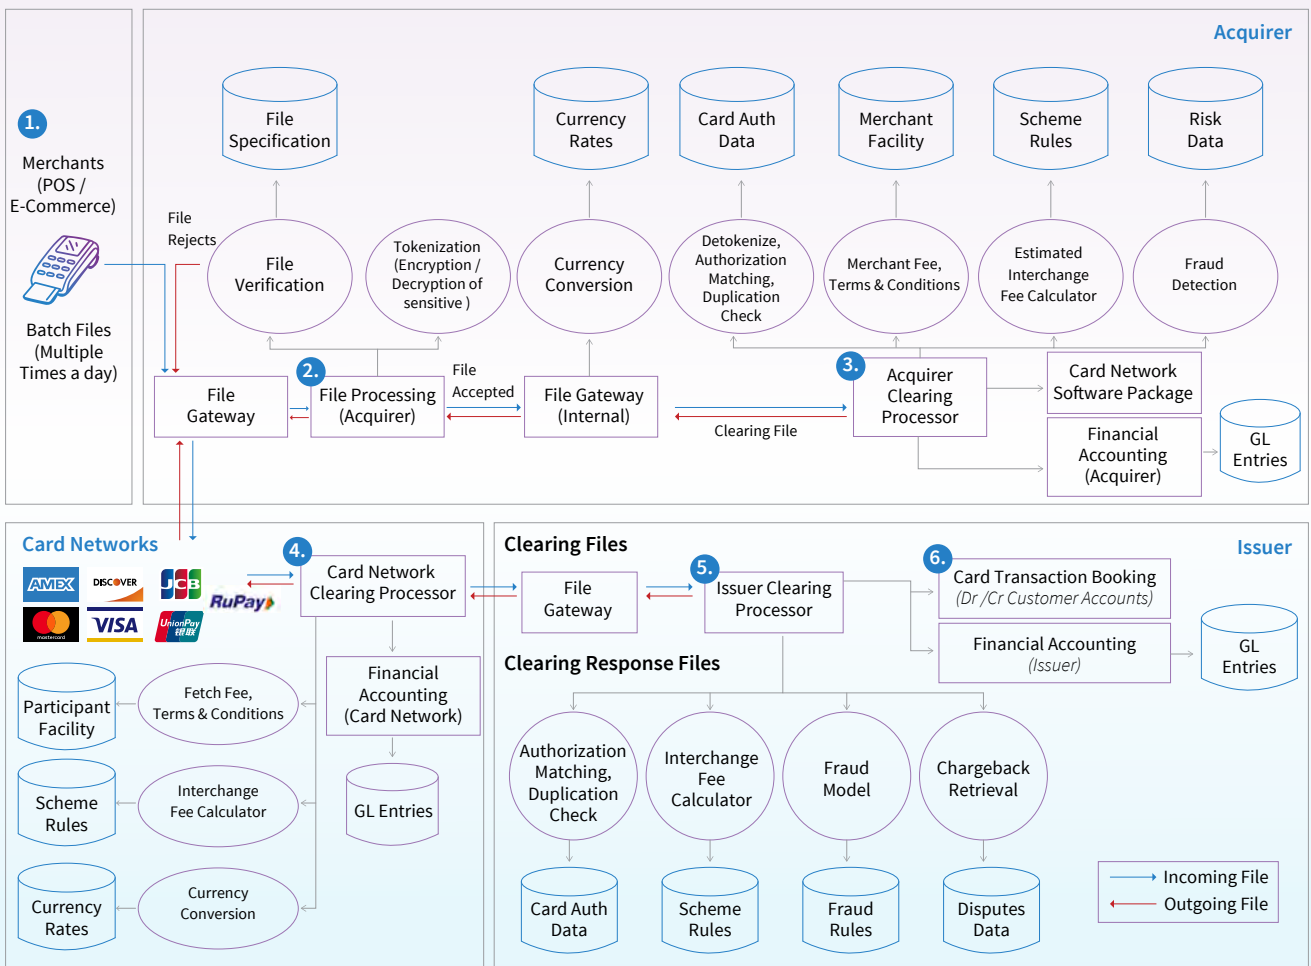 Acquirer
1.
Merchants
(POS /
E-Commerce)
Batch Files
(Multiple
Times a day)
File
Specification
Currency
Rates
Card Auth
Data
Merchant
Facility
Scheme
Rules
Risk
Data
File
Rejects
File
Verification
Tokenization
(Encryption /
Decryption of
sensitive )
Currency
Conversion
Detokenize,
Authorization
Matching,
Duplication
Check
Merchant Fee,
Terms & Conditions
Estimated
Interchange
Fee Calculator
Fraud
Detection
File
Gateway
2.
File Processing
(Acquirer)
File
Accepted
File Gateway
(Internal)
Clearing File
3.
Acquirer
Clearing
Processor
Card Network
Software Package
Financial
Accounting
(Acquirer)
GL
Entries
Card Networks
AMEX
DISCOVER
JCB
RuPay
mastercard
VISA
UnionPay
银联
4.
Card Network
Clearing Processor
Financial
Accounting
(Card Network)
GL Entries
Participant
Facility
Fetch Fee,
Terms & Conditions
Scheme
Rules
Interchange
Fee Calculator
Currency
Rates
Currency
Conversion
Clearing Files
Issuer
File
Gateway
5.
Issuer Clearing
Processor
6.
Card Transaction Booking
(Dr /Cr Customer Accounts)
Financial Accounting
(Issuer)
GL
Entries
Clearing Response Files
Authorization
Matching,
Duplication
Check
Interchange
Fee
Calculator
Fraud
Model
Chargeback
Retrieval
Card Auth
Data
Scheme
Rules
Fraud
Rules
Disputes
Data
Incoming File
Outgoing File